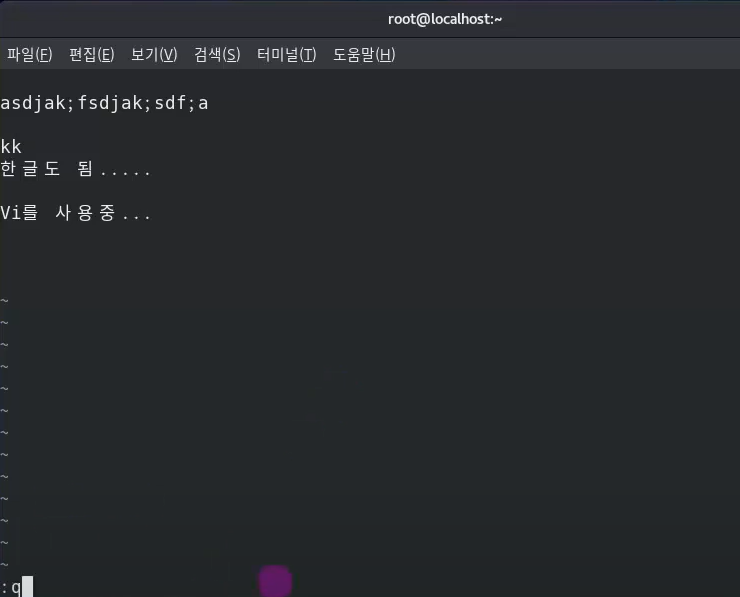 root@localhost:~
파일(F) 편집(E) 보기(V) 검색(S) 터미널(T) 도움말(H)
asdjak;fsdjak;sdf;a
kk
한글도 됨.....
Vi를 사용중...
~
~
~
~
~
~
~
~
~
~
~
~
~
:q